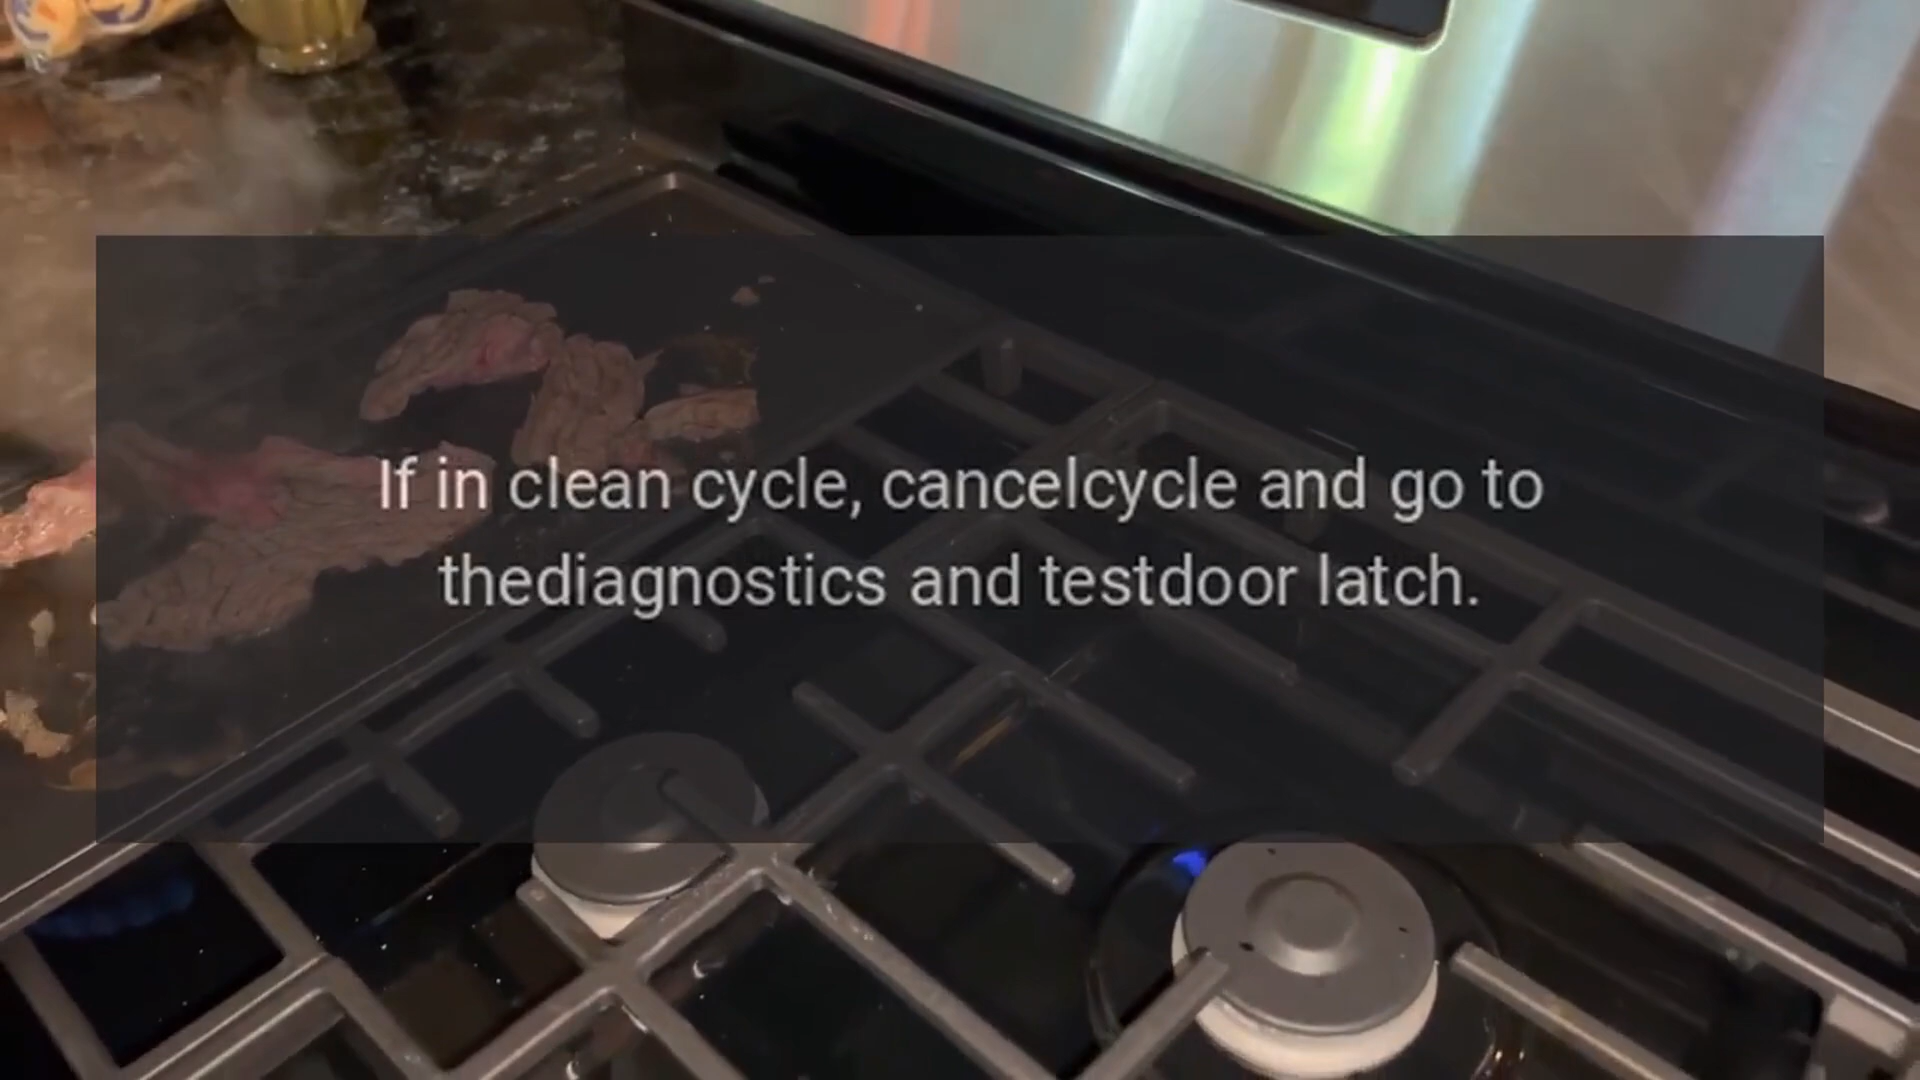 If in clean cycle, cancelcycle and go to
thediagnostics and testdoor latch.